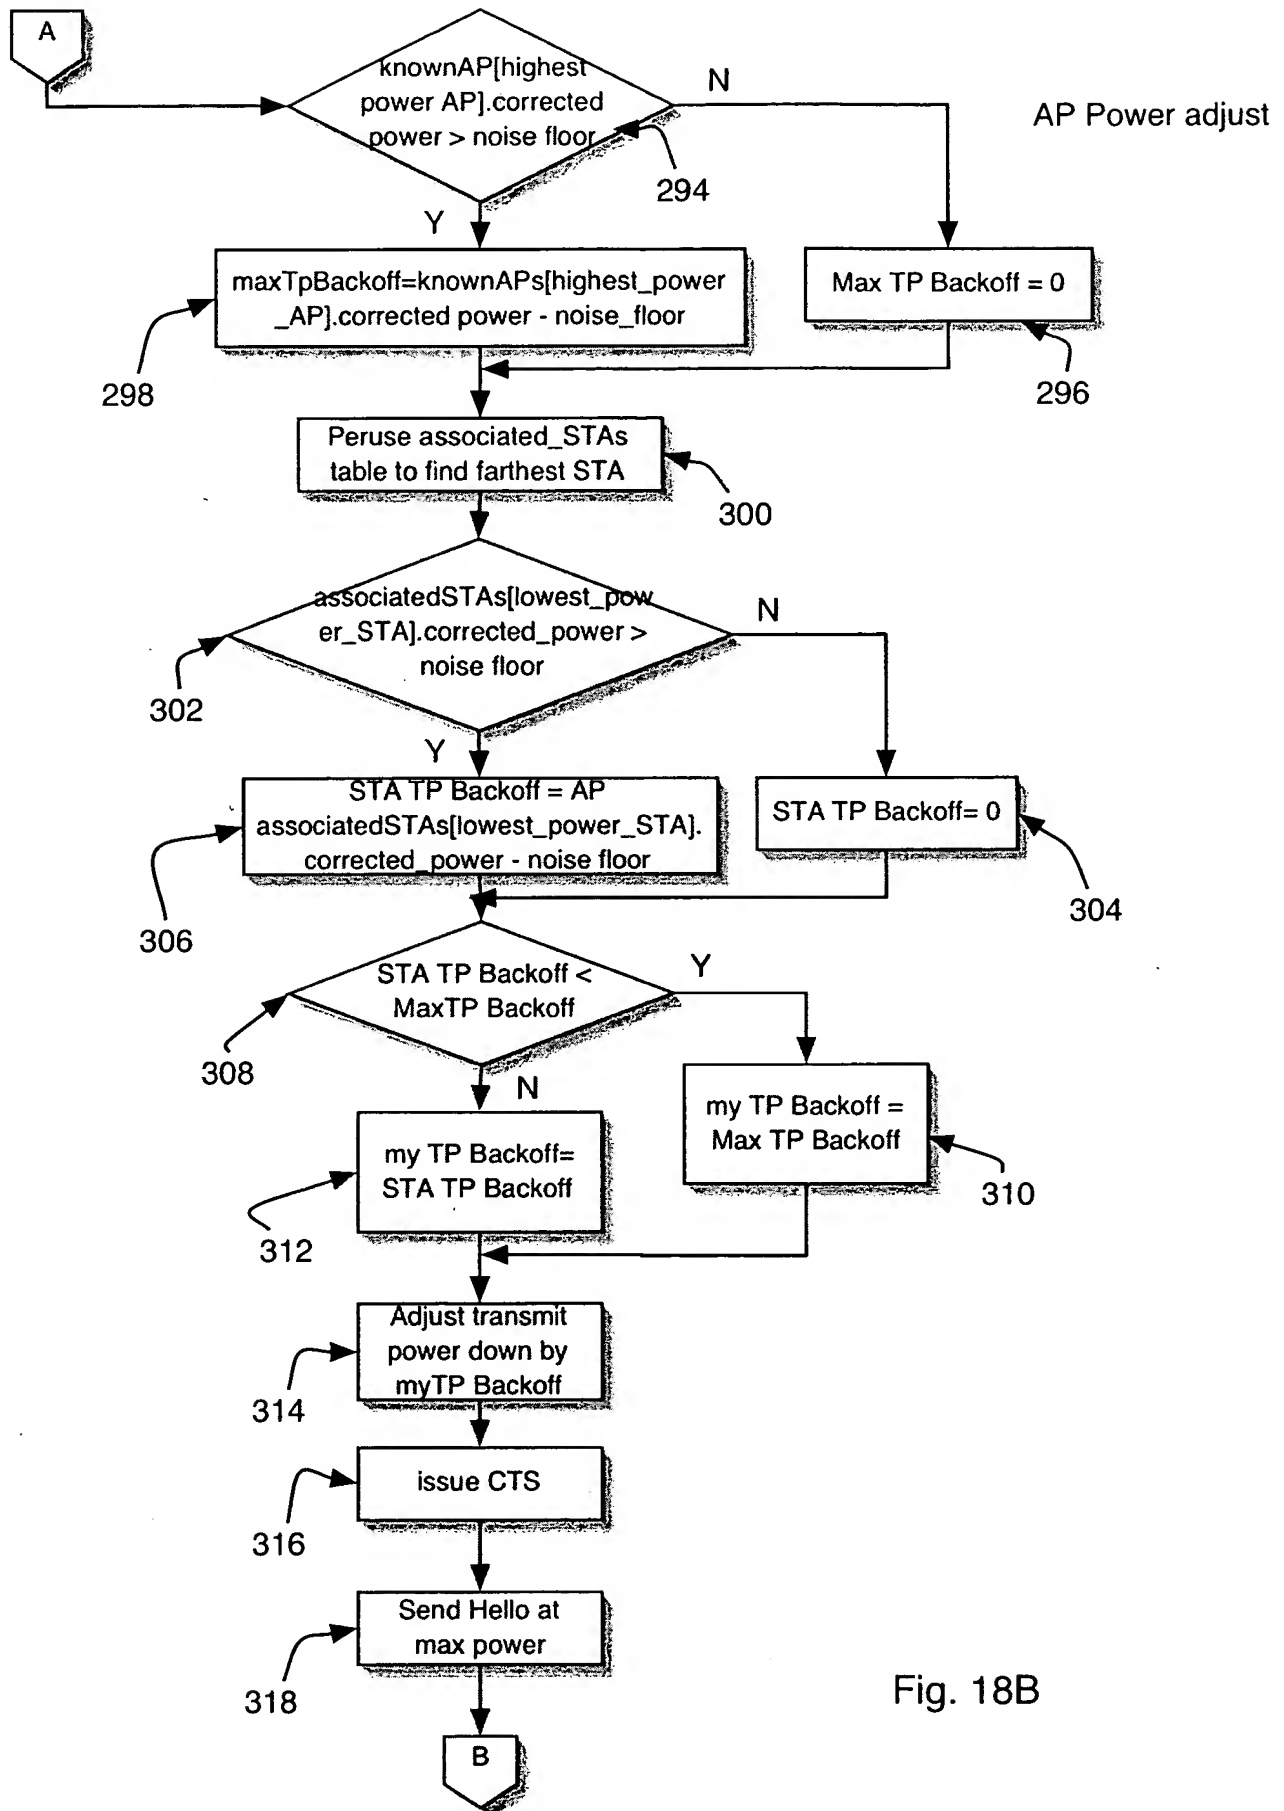 A
knownAP[highest
power AP].corrected
power > noise floor
N
AP Power adjust
294
Y
maxTpBackoff=knownAPs[highest_power
_AP].corrected power - noise_floor
Max TP Backoff = 0
298
296
Peruse associated_STAs
table to find farthest STA
300
associatedSTAs[lowest_pow
er_STA].corrected_power >
noise floor
N
302
Y
STA TP Backoff = AP
associatedSTAs[lowest_power_STA].
corrected_power - noise floor
STA TP Backoff= 0
306
304
STA TP Backoff <
MaxTP Backoff
Y
308
N
my TP Backoff=
STA TP Backoff
my TP Backoff =
Max TP Backoff
310
312
Adjust transmit
power down by
myTP Backoff
314
issue CTS
316
Send Hello at
max power
318
Fig. 18B
B